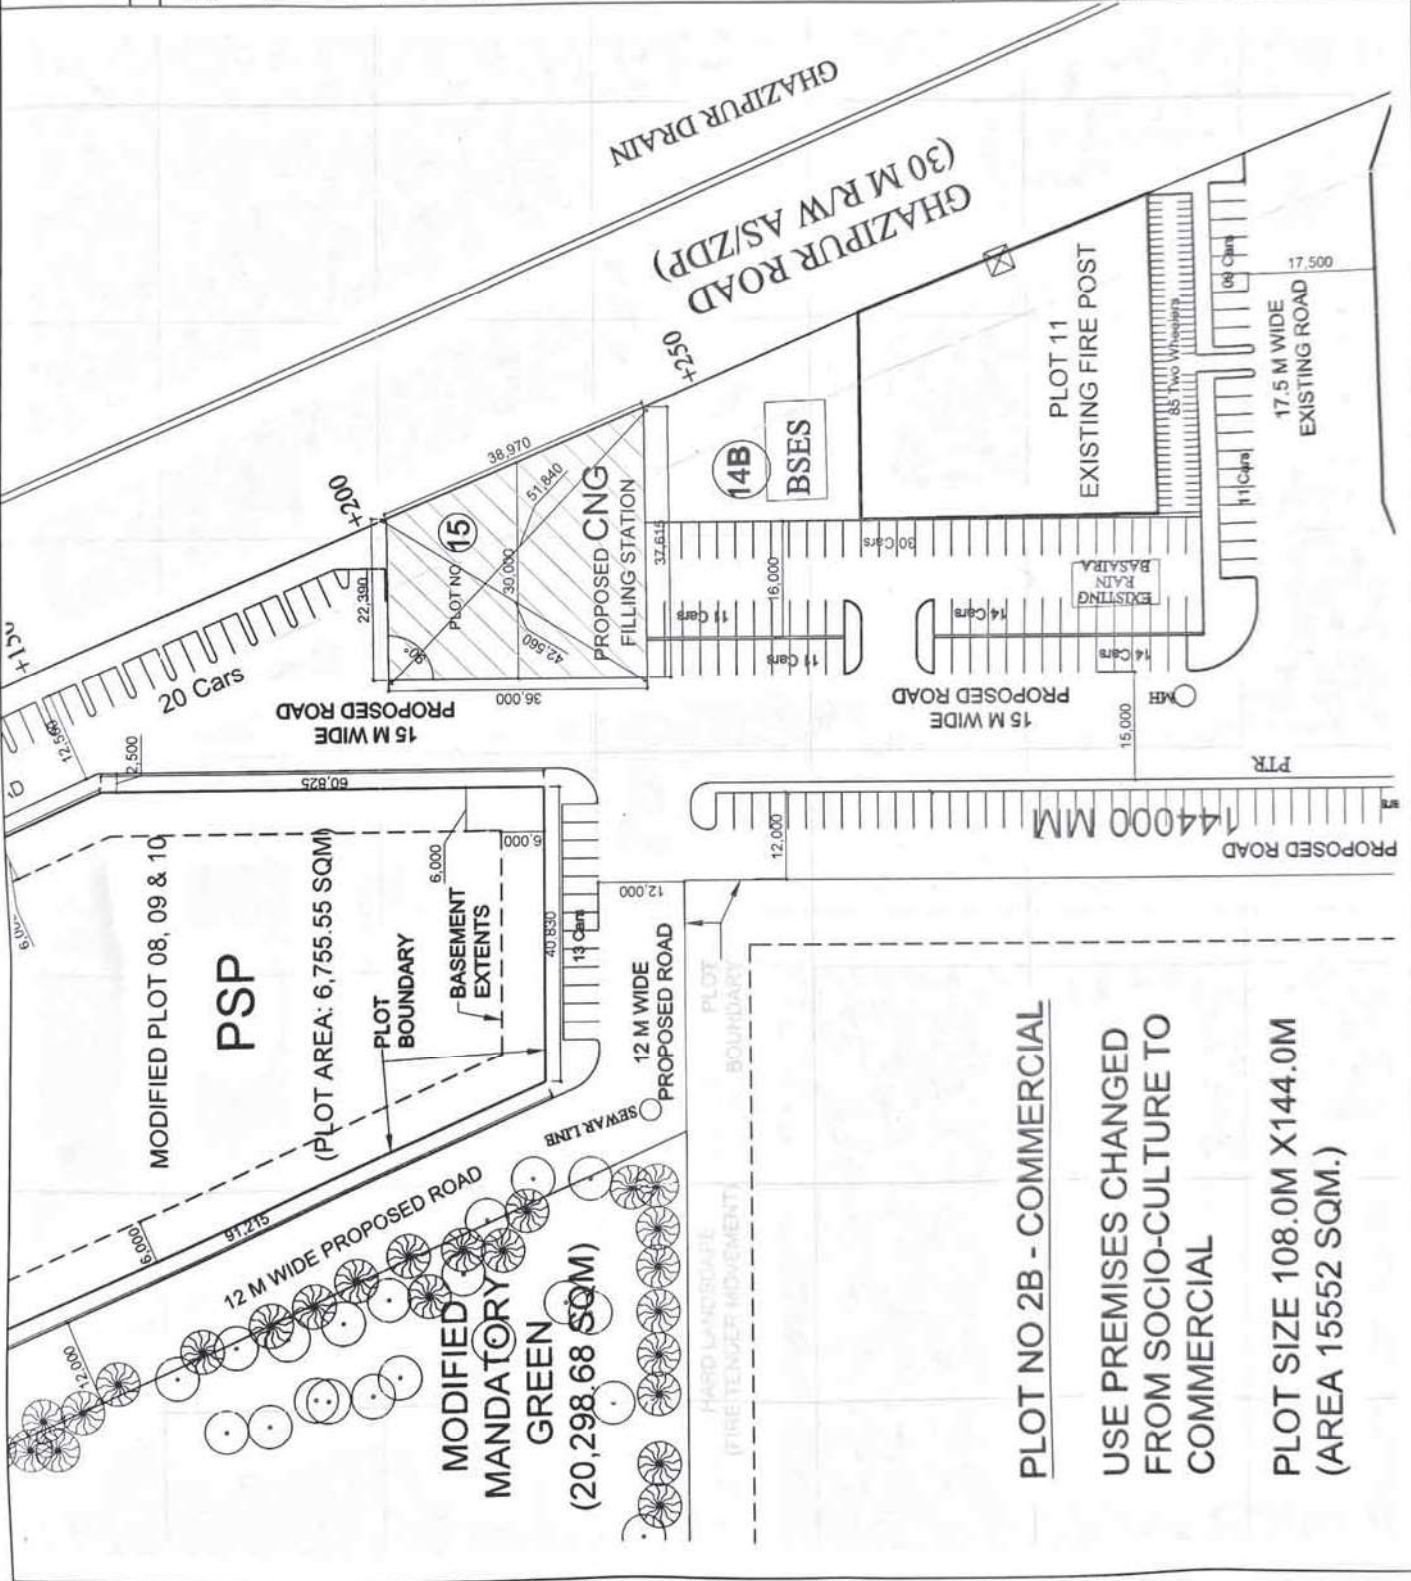 GHAZIPUR DRAIN
GHAZIPUR ROAD
(30 M R/W AS/ZDP)
+200
+250
20 Cars
12,560
2,500
22,390
15 M WIDE
PROPOSED ROAD
PLOT NO
15
90°
38,970
51,840
30,000
42,560
36,000
37,615
PROPOSED CNG
FILLING STATION
14B
BSES
PLOT 11
EXISTING FIRE POST
85 Two Wheelers
09 Cars
11 Cars
17,500
17.5 M WIDE
EXISTING ROAD
30 Cars
16,000
11 Cars
11 Cars
14 Cars
14 Cars
EXISTING
RAIN
BASAIRA
15 M WIDE
PROPOSED ROAD
MH
15,000
PTR
144000 MM
PROPOSED ROAD
12,000
12,000
MODIFIED PLOT 08, 09 & 10
PSP
(PLOT AREA: 6,755.55 SQM)
60,825
6,000
6,000
PLOT
BOUNDARY
BASEMENT
EXTENTS
40,830
13 Cars
12 M WIDE
PROPOSED ROAD
SEWAR LINE
6,000
91,215
12 M WIDE PROPOSED ROAD
12,000
MODIFIED
MANDATORY
GREEN
(20,298.68 SQM)
PLOT
BOUNDARY
HARD LANDSCAPE
(FIRETENDER MOVEMENT)
PLOT NO 2B - COMMERCIAL
USE PREMISES CHANGED
FROM SOCIO-CULTURE TO
COMMERCIAL
PLOT SIZE 108.0M X144.0M
(AREA 15552 SQM.)